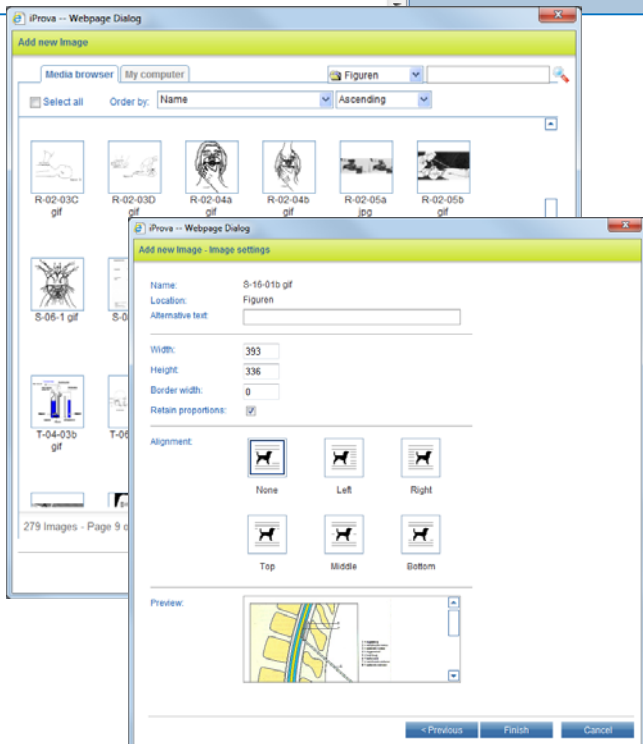 iProva -- Webpage Dialog
Add new Image
Media browser My computer Figuren
Select all Order by: Name Ascending
R-02-03C gif R-02-03D gif R-02-04a gif R-02-04b gif R-02-05a jpg R-02-05b gif
S-06-1 gif S-0
T-04-03b gif T-06
279 Images - Page 9 o
iProva -- Webpage Dialog
Add new Image - Image settings
Name: S-16-01b gif
Location: Figuren
Alternative text
Width: 393
Height: 336
Border width: 0
Retain proportions:
Alignment:
None Left Right
Top Middle Bottom
Preview:
< Previous Finish Cancel